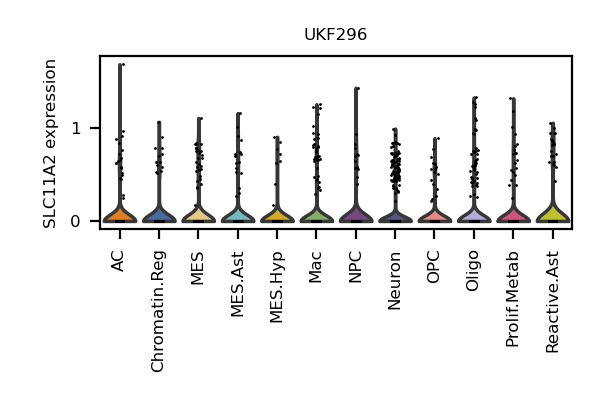 UKF296
SLC11A2 expression
1
0
AC
Chromatin.Reg
MES
MES.Ast
MES.Hyp
Mac
NPC
Neuron
OPC
Oligo
Prolif.Metab
Reactive.Ast